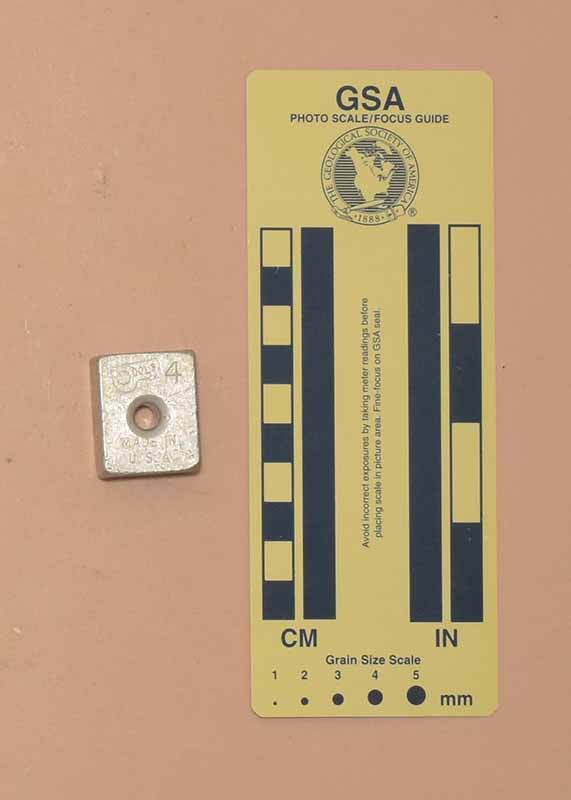 GSA
PHOTO SCALE/FOCUS GUIDE
THE GEOLOGICAL SOCIETY OF AMERICA
1888
®
Avoid incorrect exposures by taking meter readings before
placing scale in picture area. Fine-focus on GSA seal.
CM
IN
Grain Size Scale
1 2 3 4 5
mm
4
MADE IN
U.S.A.